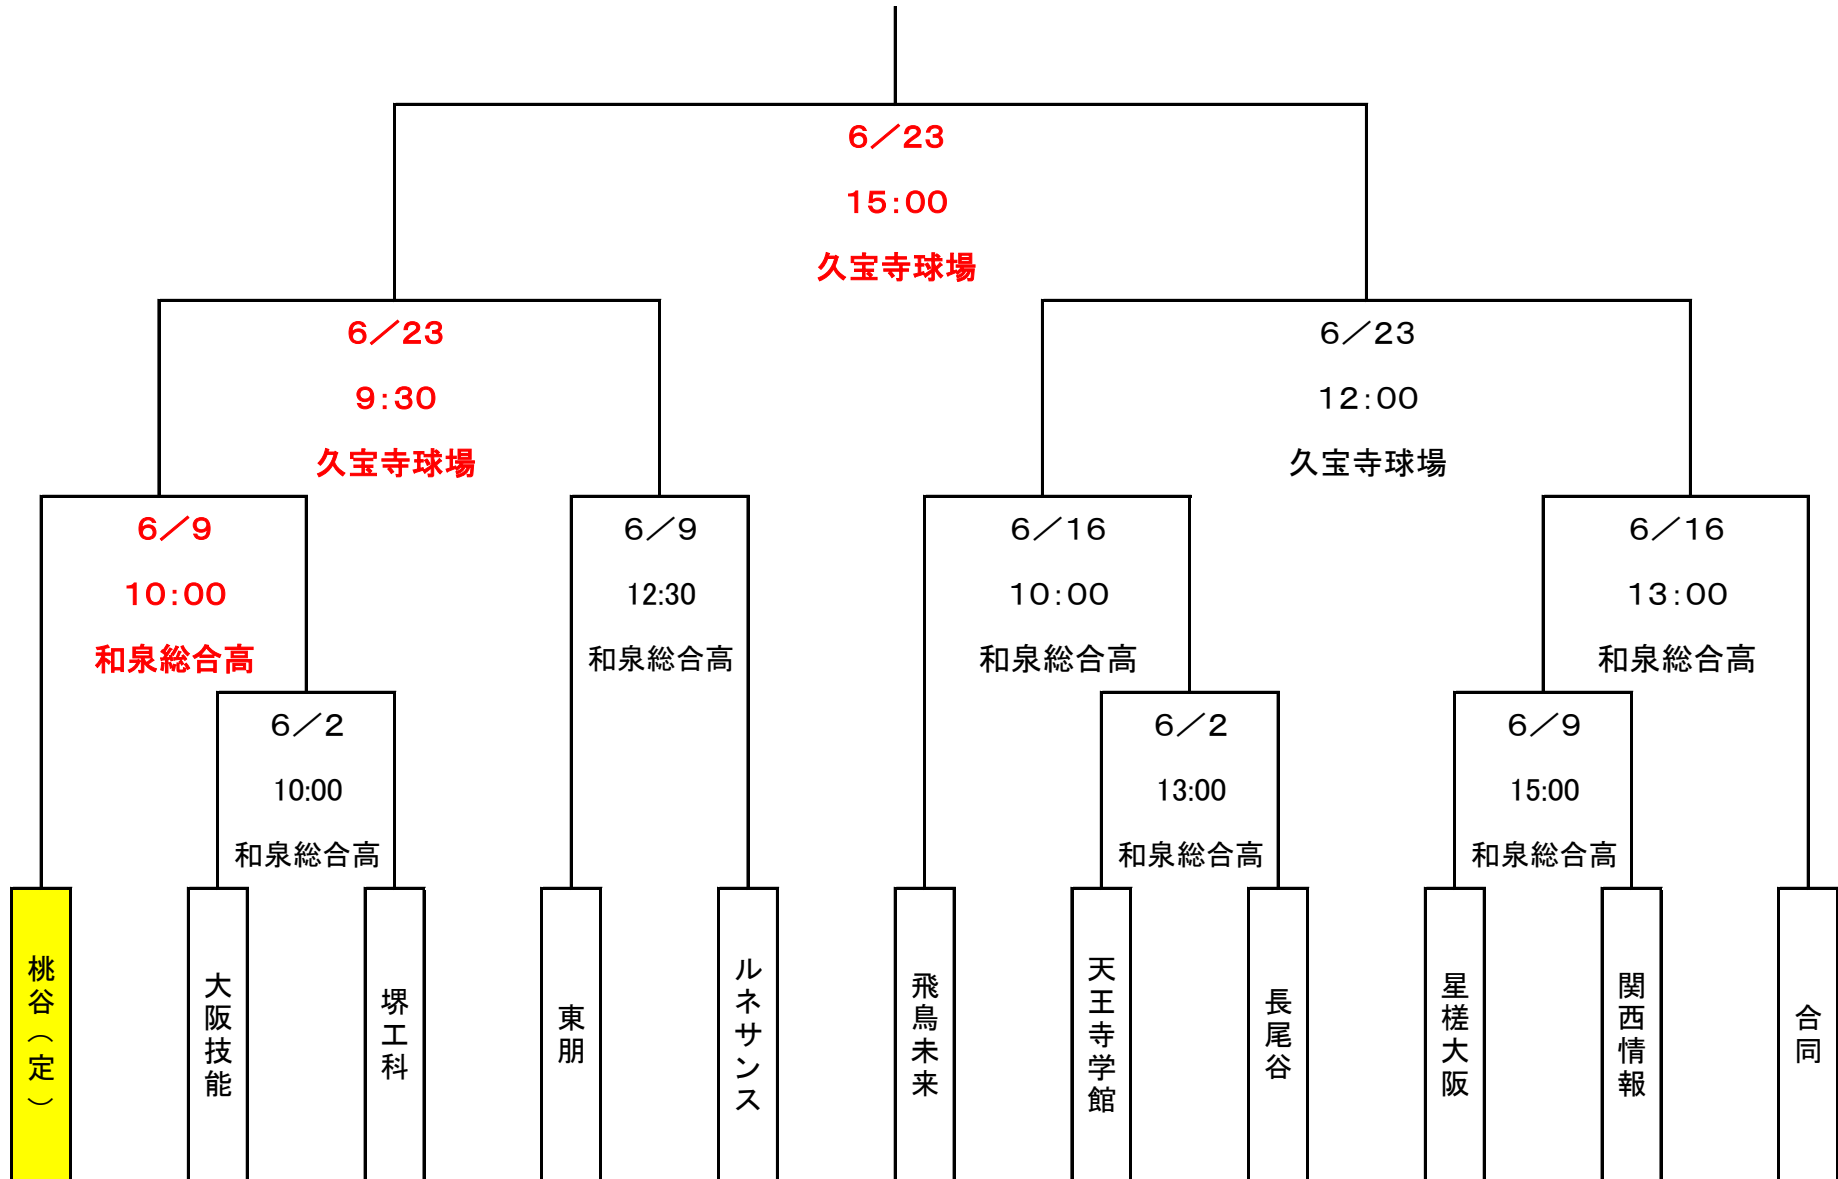 6／23
15:00
久宝寺球場
6／23
9:30
久宝寺球場
6／23
12:00
久宝寺球場
6／9
10:00
和泉総合高
6／9
12:30
和泉総合高
6／16
10:00
和泉総合高
6／16
13:00
和泉総合高
6／2
10:00
和泉総合高
6／2
13:00
和泉総合高
6／9
15:00
和泉総合高
桃谷（定）
大阪技能
堺工科
東朋
ルネサンス
飛鳥未来
天王寺学館
長尾谷
星槎大阪
関西情報
合同